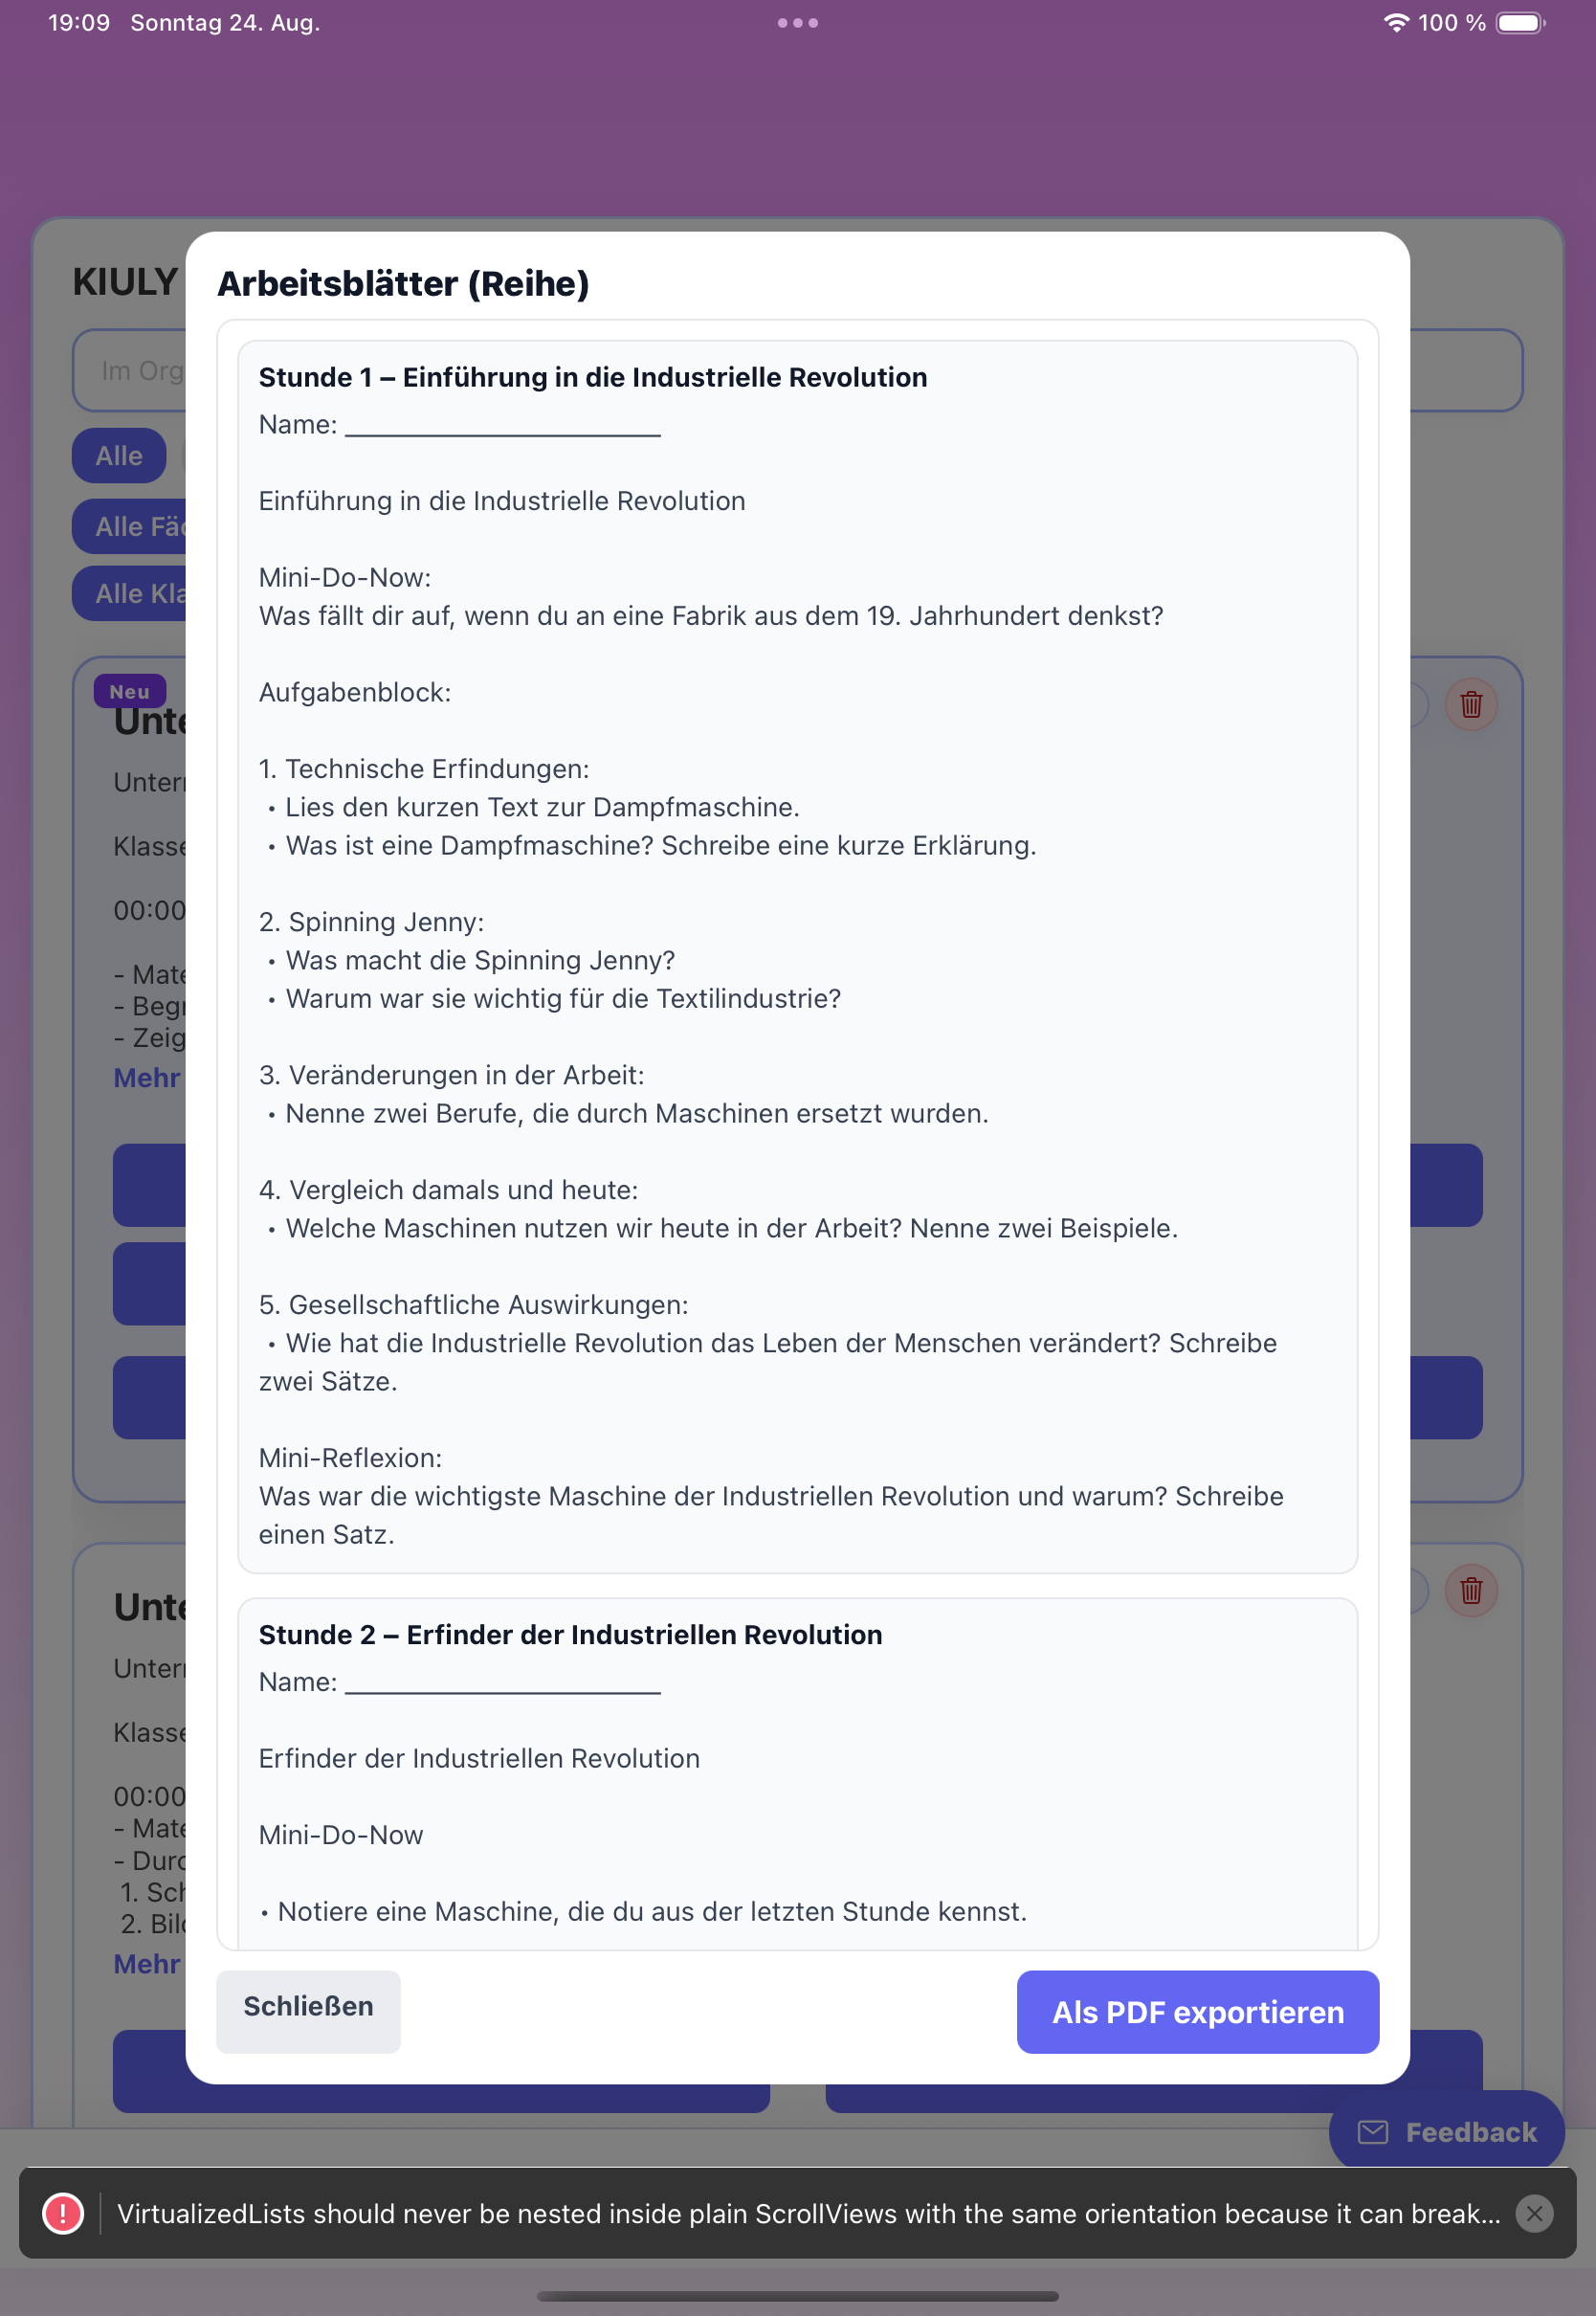 19:09 Sonntag 24. Aug.
100 %
KIULY
Im Org
Alle
Alle Fäc
Alle Kla
Arbeitsblätter (Reihe)
Stunde 1 – Einführung in die Industrielle Revolution
Name: ______________________
Einführung in die Industrielle Revolution
Mini-Do-Now:
Was fällt dir auf, wenn du an eine Fabrik aus dem 19. Jahrhundert denkst?
Aufgabenblock:
1. Technische Erfindungen:
• Lies den kurzen Text zur Dampfmaschine.
• Was ist eine Dampfmaschine? Schreibe eine kurze Erklärung.
2. Spinning Jenny:
• Was macht die Spinning Jenny?
• Warum war sie wichtig für die Textilindustrie?
3. Veränderungen in der Arbeit:
• Nenne zwei Berufe, die durch Maschinen ersetzt wurden.
4. Vergleich damals und heute:
• Welche Maschinen nutzen wir heute in der Arbeit? Nenne zwei Beispiele.
5. Gesellschaftliche Auswirkungen:
• Wie hat die Industrielle Revolution das Leben der Menschen verändert? Schreibe
zwei Sätze.
Mini-Reflexion:
Was war die wichtigste Maschine der Industriellen Revolution und warum? Schreibe
einen Satz.
Stunde 2 – Erfinder der Industriellen Revolution
Name: ______________________
Erfinder der Industriellen Revolution
Mini-Do-Now
• Notiere eine Maschine, die du aus der letzten Stunde kennst.
Schließen
Als PDF exportieren
Neu
Unte
Unterr
Klasse
00:00
- Mate
- Begr
- Zeig
Mehr
Unte
Unterr
Klasse
00:00
- Mate
- Durc
1. Sch
2. Bild
Mehr
Feedback
VirtualizedLists should never be nested inside plain ScrollViews with the same orientation because it can break...